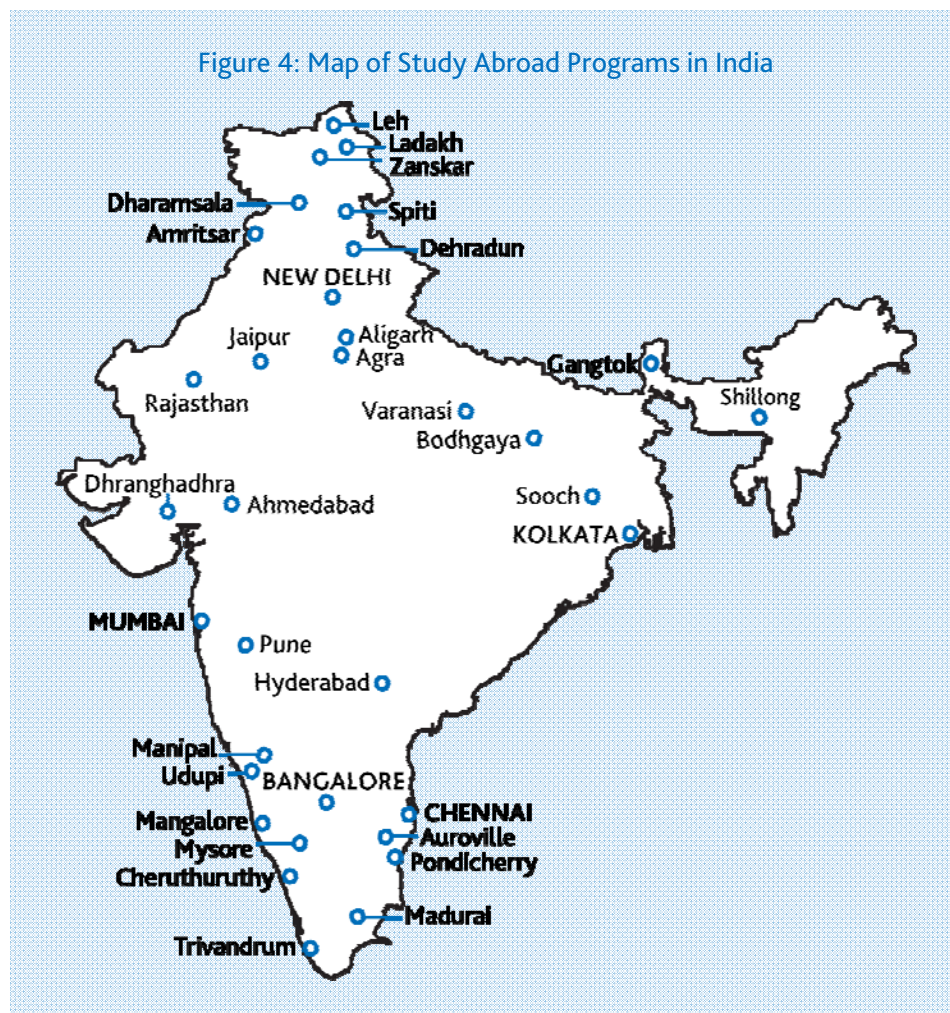 Figure 4: Map of Study Abroad Programs in India
Leh
Ladakh
Zanskar
Dharamsala
Spiti
Amritsar
Dehradun
NEW DELHI
Jaipur
Aligarh
Agra
Gangtok
Rajasthan
Shillong
Varanasi
Bodhgaya
Dhranghadhra
Ahmedabad
Sooch
KOLKATA
MUMBAI
Pune
Hyderabad
Manipal
Udupi
BANGALORE
Mangalore
CHENNAI
Mysore
Auroville
Pondicherry
Cheruthuruthy
Madurai
Trivandrum